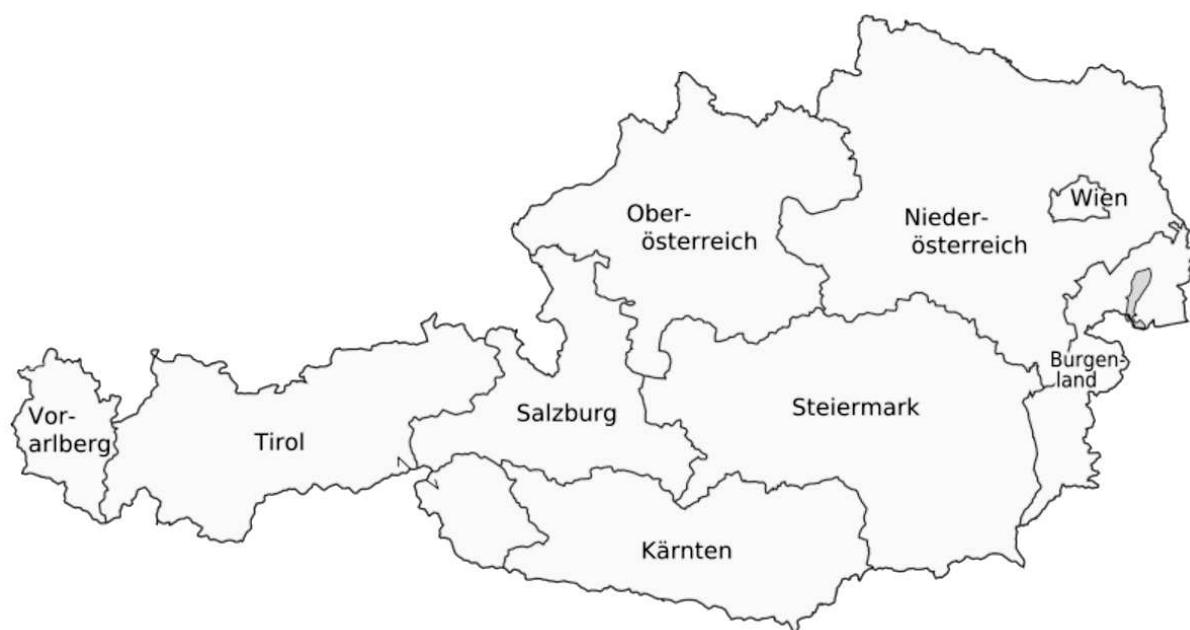 Ober-
österreich
Nieder-
österreich
Wien
Burgen-
land
Vor-
arlberg
Tirol
Salzburg
Steiermark
Kärnten